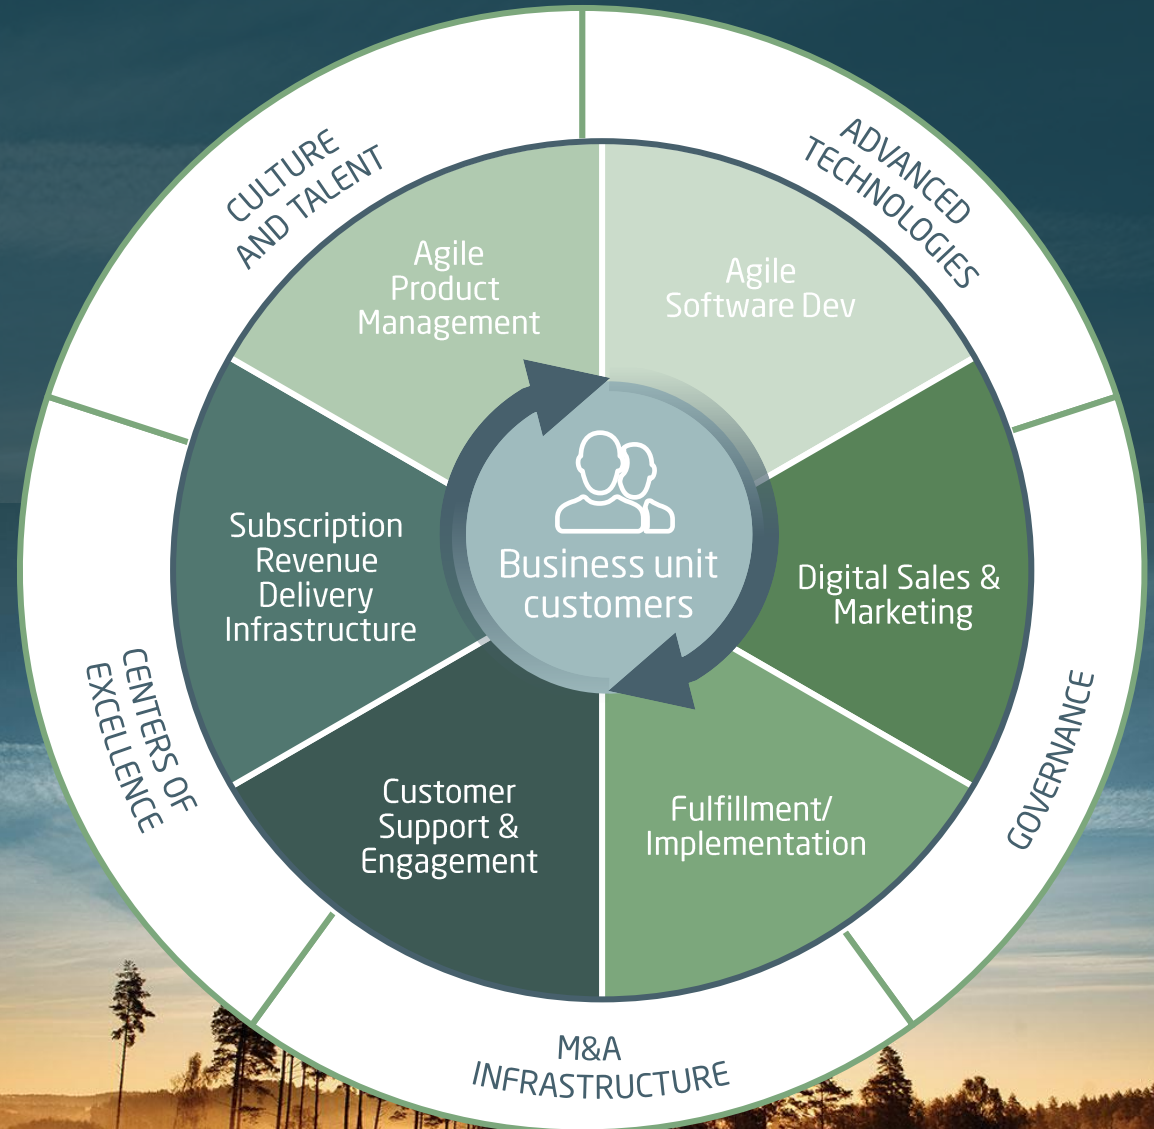 CULTURE
AND TALENT
ADVANCED
TECHNOLOGIES
Agile
Product
Management
Agile
Software Dev
Subscription
Revenue
Delivery
Infrastructure
Business unit
customers
Digital Sales &
Marketing
CENTERS OF
EXCELLENCE
GOVERNANCE
Customer
Support &
Engagement
Fulfillment/
Implementation
M&A
INFRASTRUCTURE